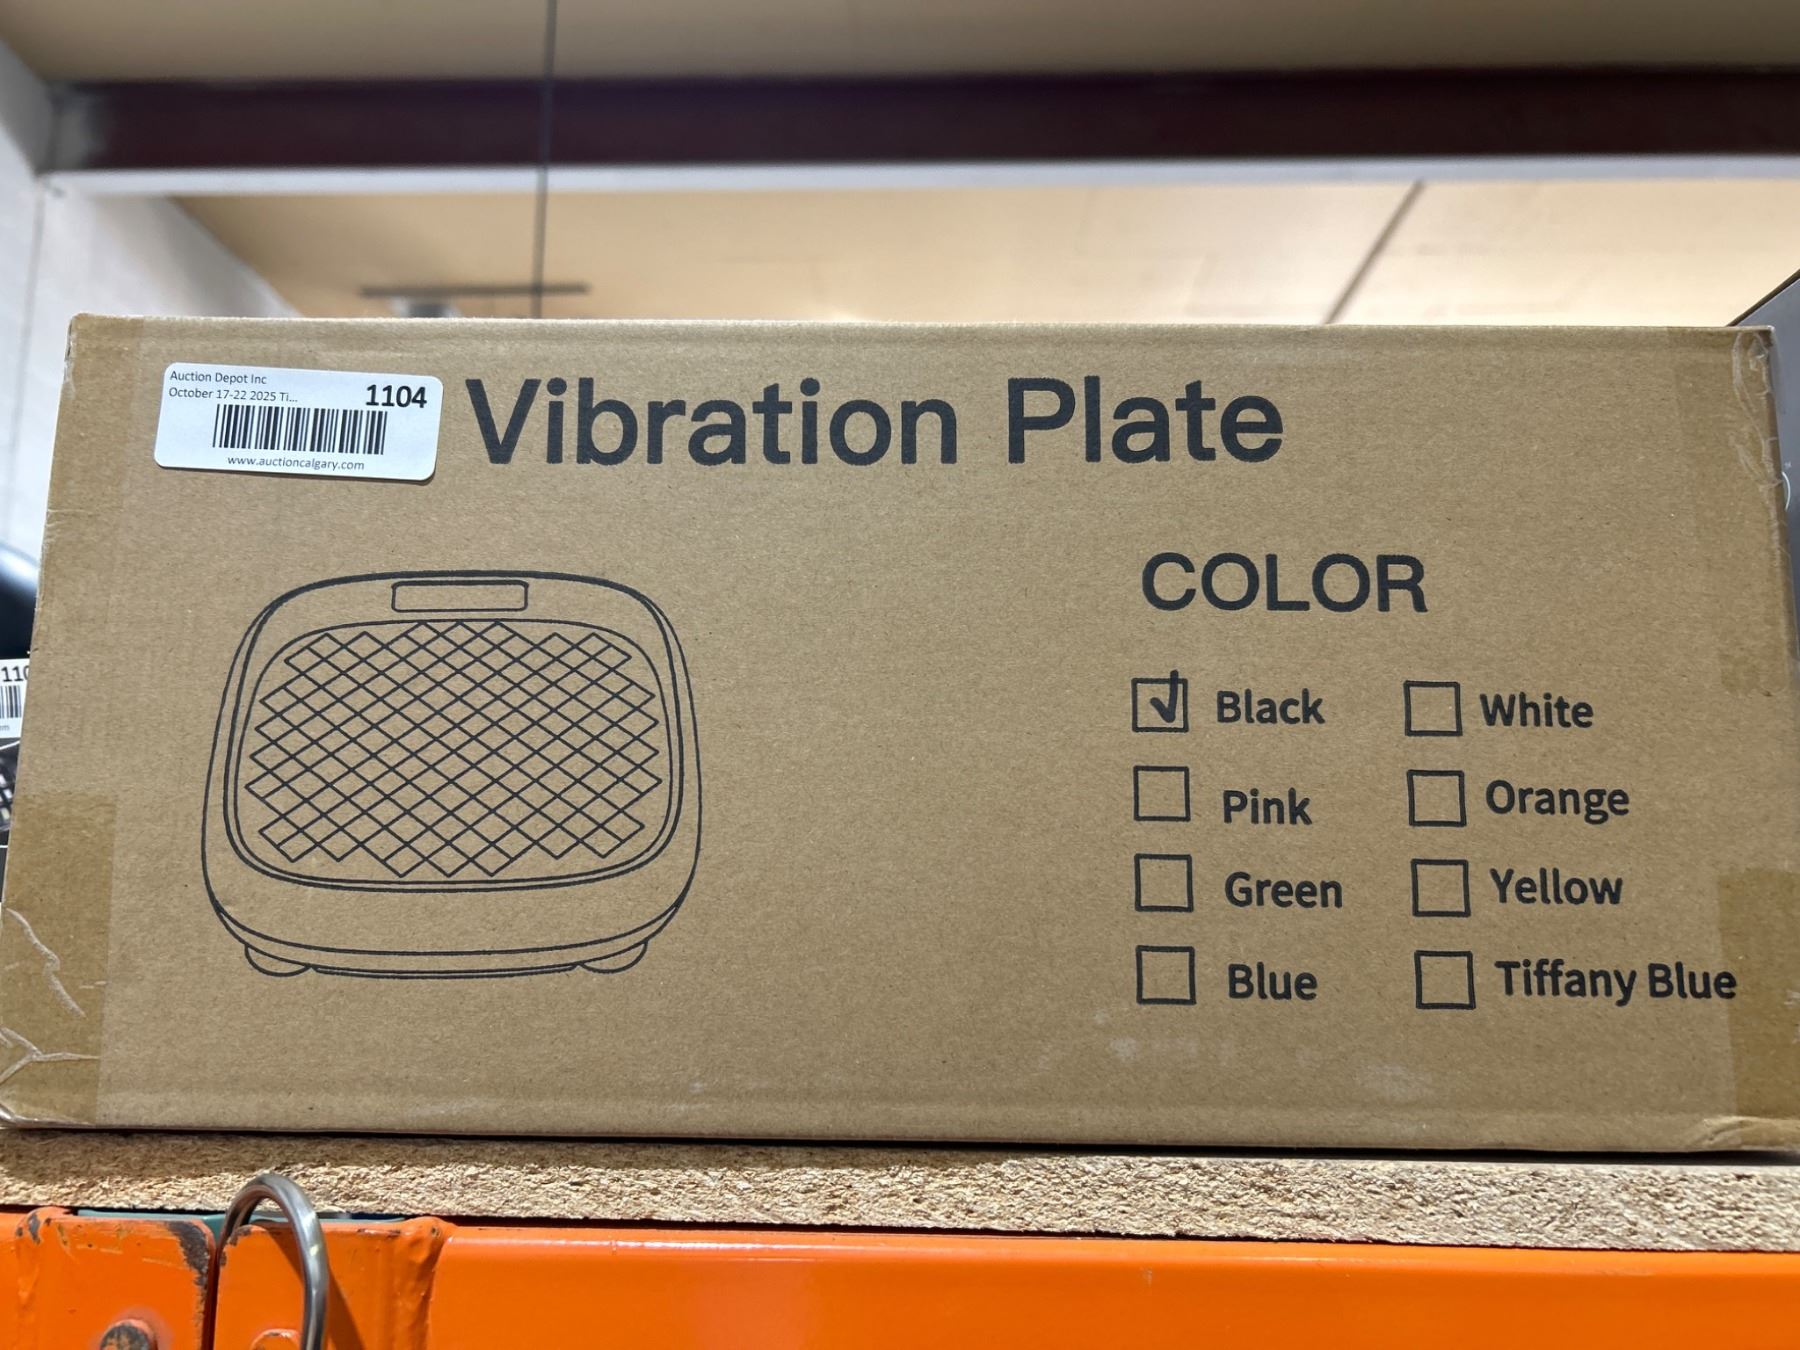 Auction Depot Inc
October 17-22 2025 Ti...
1104
www.auctioncalgary.com
Vibration Plate
COLOR
Black
White
Pink
Orange
Green
Yellow
Blue
Tiffany Blue